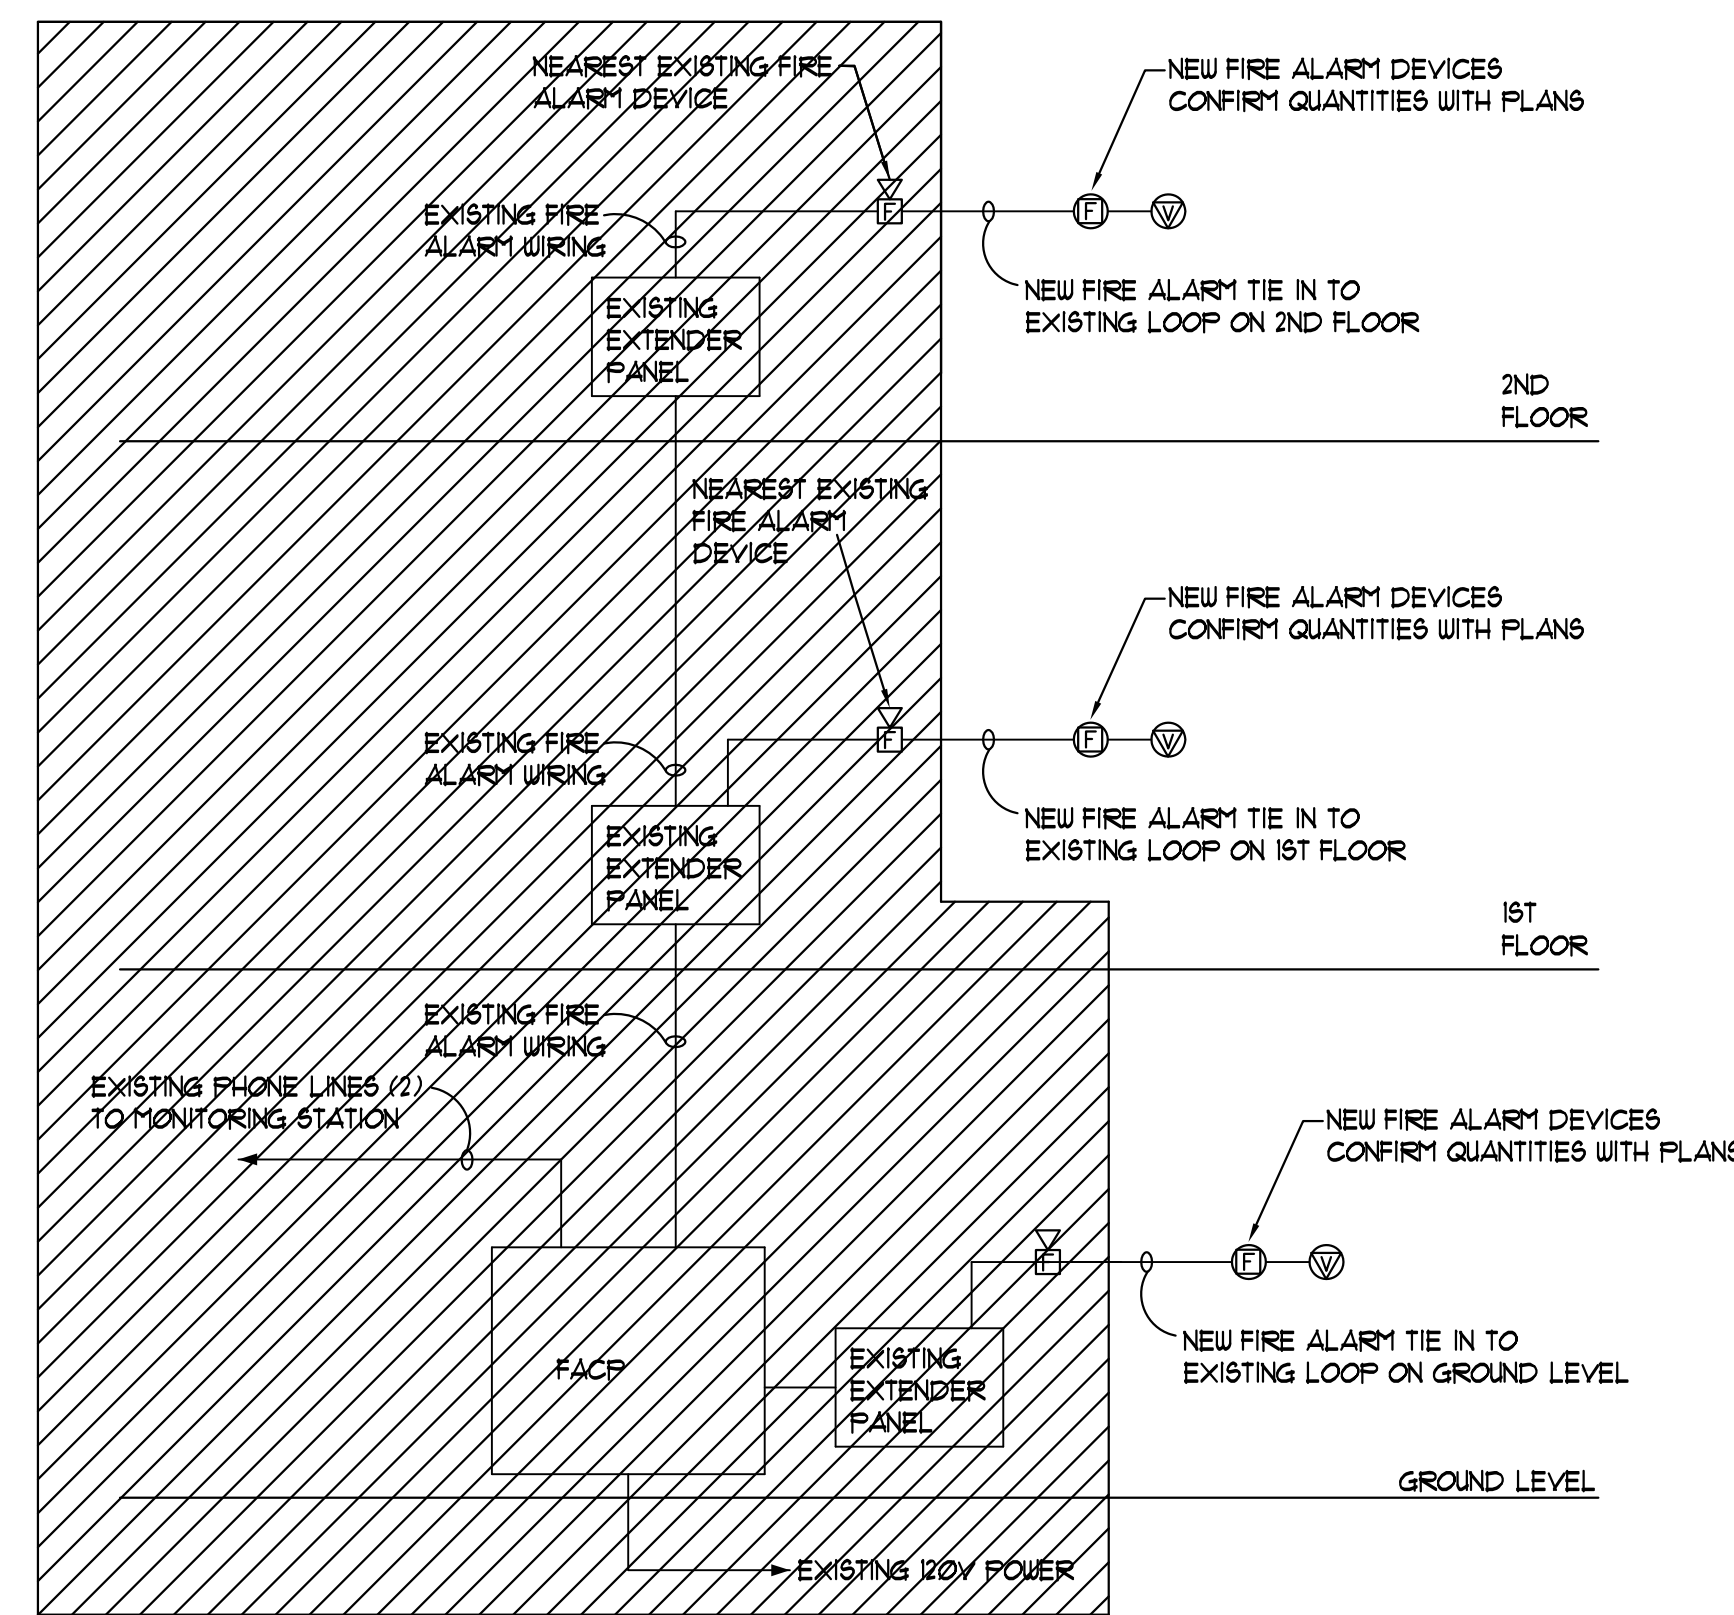 NEAREST EXISTING FIRE
ALARM DEVICE
NEW FIRE ALARM DEVICES
CONFIRM QUANTITIES WITH PLANS
EXISTING FIRE
ALARM WIRING
F
F
V
EXISTING
EXTENDER
PANEL
NEW FIRE ALARM TIE IN TO
EXISTING LOOP ON 2ND FLOOR
2ND
FLOOR
NEAREST EXISTING
FIRE ALARM
DEVICE
NEW FIRE ALARM DEVICES
CONFIRM QUANTITIES WITH PLANS
EXISTING FIRE
ALARM WIRING
F
F
V
EXISTING
EXTENDER
PANEL
NEW FIRE ALARM TIE IN TO
EXISTING LOOP ON 1ST FLOOR
1ST
FLOOR
EXISTING FIRE
ALARM WIRING
EXISTING PHONE LINES (2)
TO MONITORING STATION
NEW FIRE ALARM DEVICES
CONFIRM QUANTITIES WITH PLANS
F
F
V
FACP
EXISTING
EXTENDER
PANEL
NEW FIRE ALARM TIE IN TO
EXISTING LOOP ON GROUND LEVEL
GROUND LEVEL
EXISTING 120V POWER